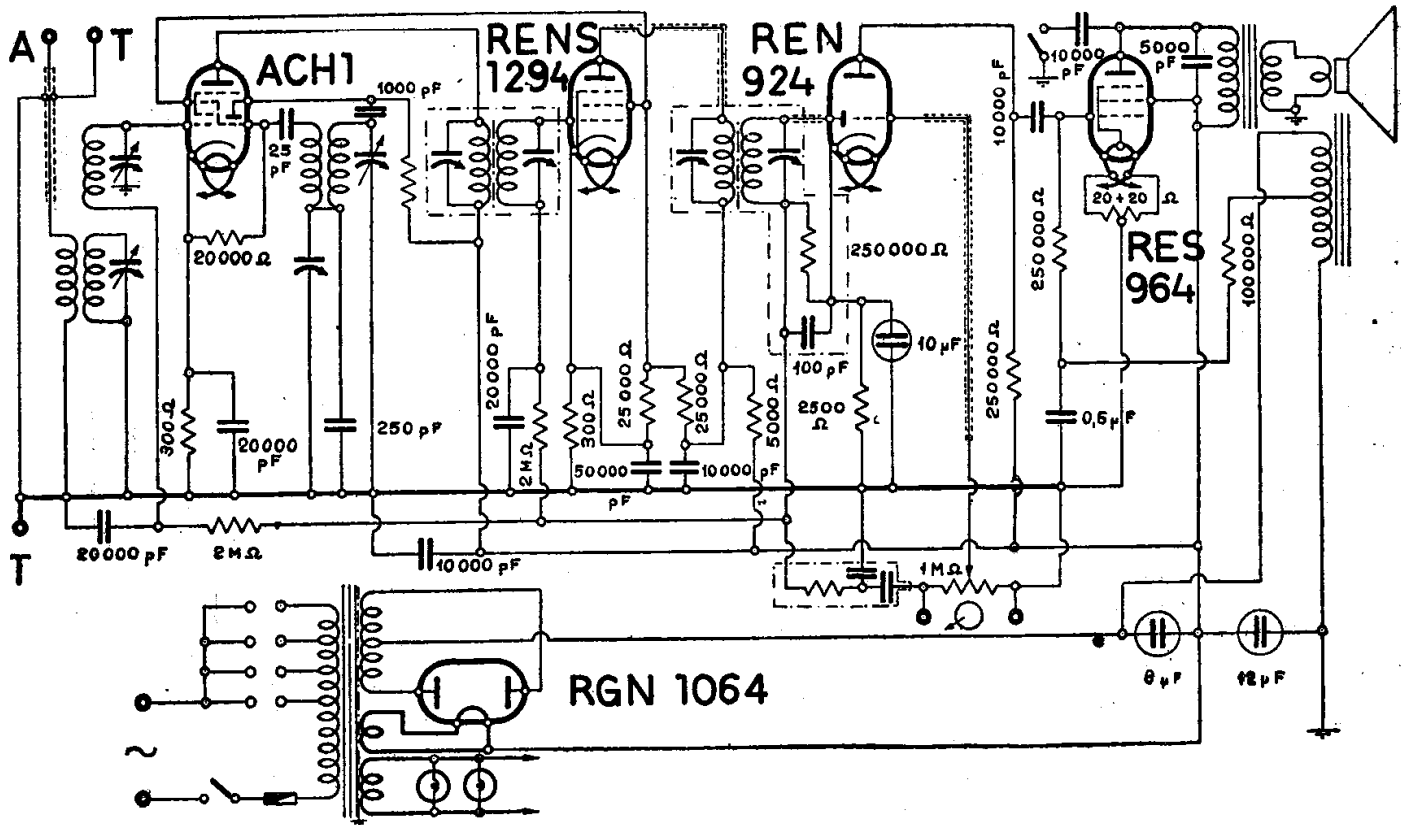 A T
ACH1
RENS
1294
REN
924
1000 pF
25
pF
10000 pF
10000
pF
5000
pF
20+20 Ω
RES
964
20000 Ω
250000 Ω
250000 Ω
100000 Ω
10 µF
100 pF
20000 pF
25000 Ω
25000 Ω
250000 Ω
300 Ω
20000
pF
250 pF
2 MΩ
300 Ω
5000 Ω
2500
Ω
0,5 µF
50000
pF
10000 pF
T
20000 pF
2 MΩ
10000 pF
1 MΩ
RGN 1064
8 µF
12 µF
~